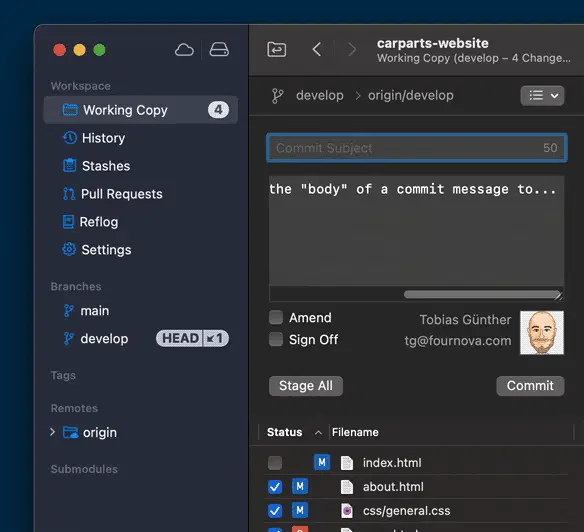 carparts-website
Working Copy (develop – 4 Change...
Workspace
Working Copy 4
History
Stashes
Pull Requests
Reflog
Settings
Branches
main
develop HEAD ↙1
Tags
Remotes
origin
Submodules
develop > origin/develop
Commit Subject 50
the "body" of a commit message to...
Amend
Sign Off
Tobias Günther
tg@fournova.com
Stage All
Commit
Status Filename
M index.html
M about.html
M css/general.css